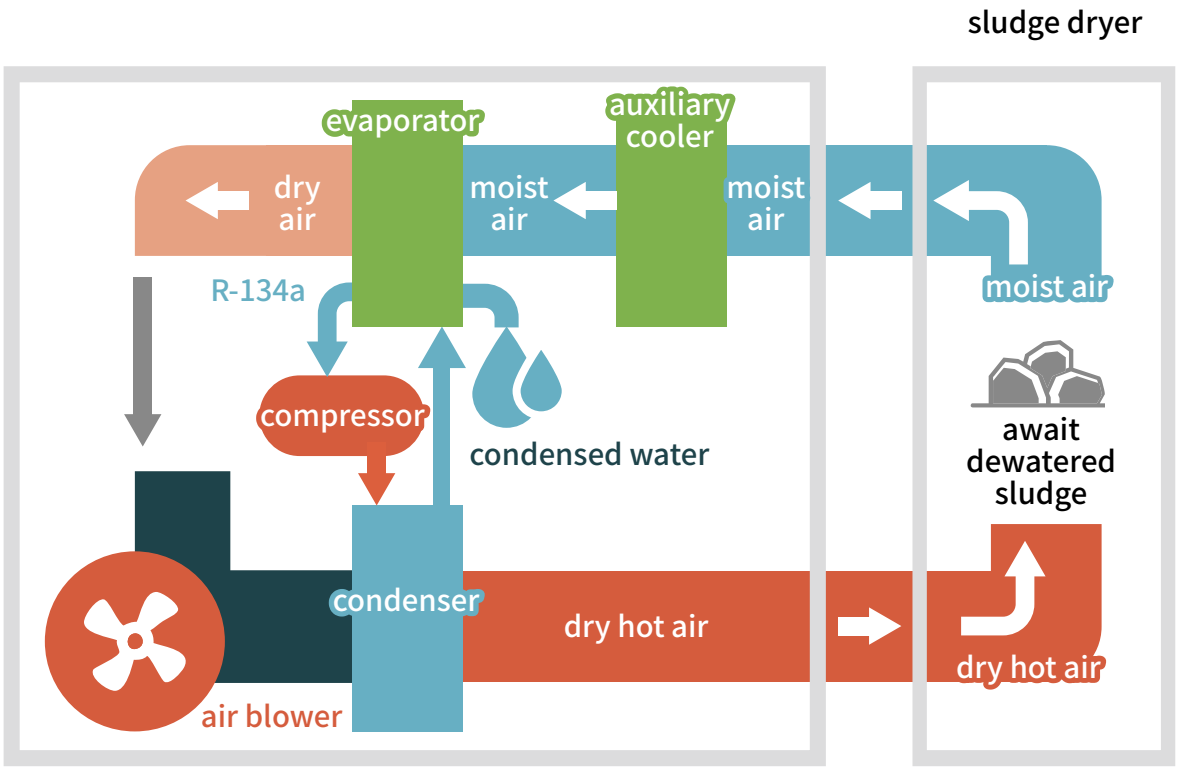 sludge dryer
evaporator
auxiliary
cooler
dry
air
moist
air
moist
air
R-134a
moist air
compressor
condensed water
await
dewatered
sludge
condenser
dry hot air
dry hot air
air blower